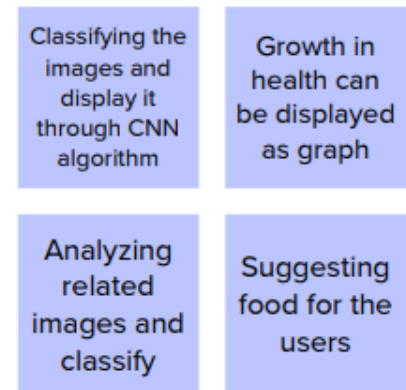 Classifying the
images and
display it
through CNN
algorithm
Growth in
health can
be displayed
as graph
Analyzing
related
images and
classify
Suggesting
food for the
users